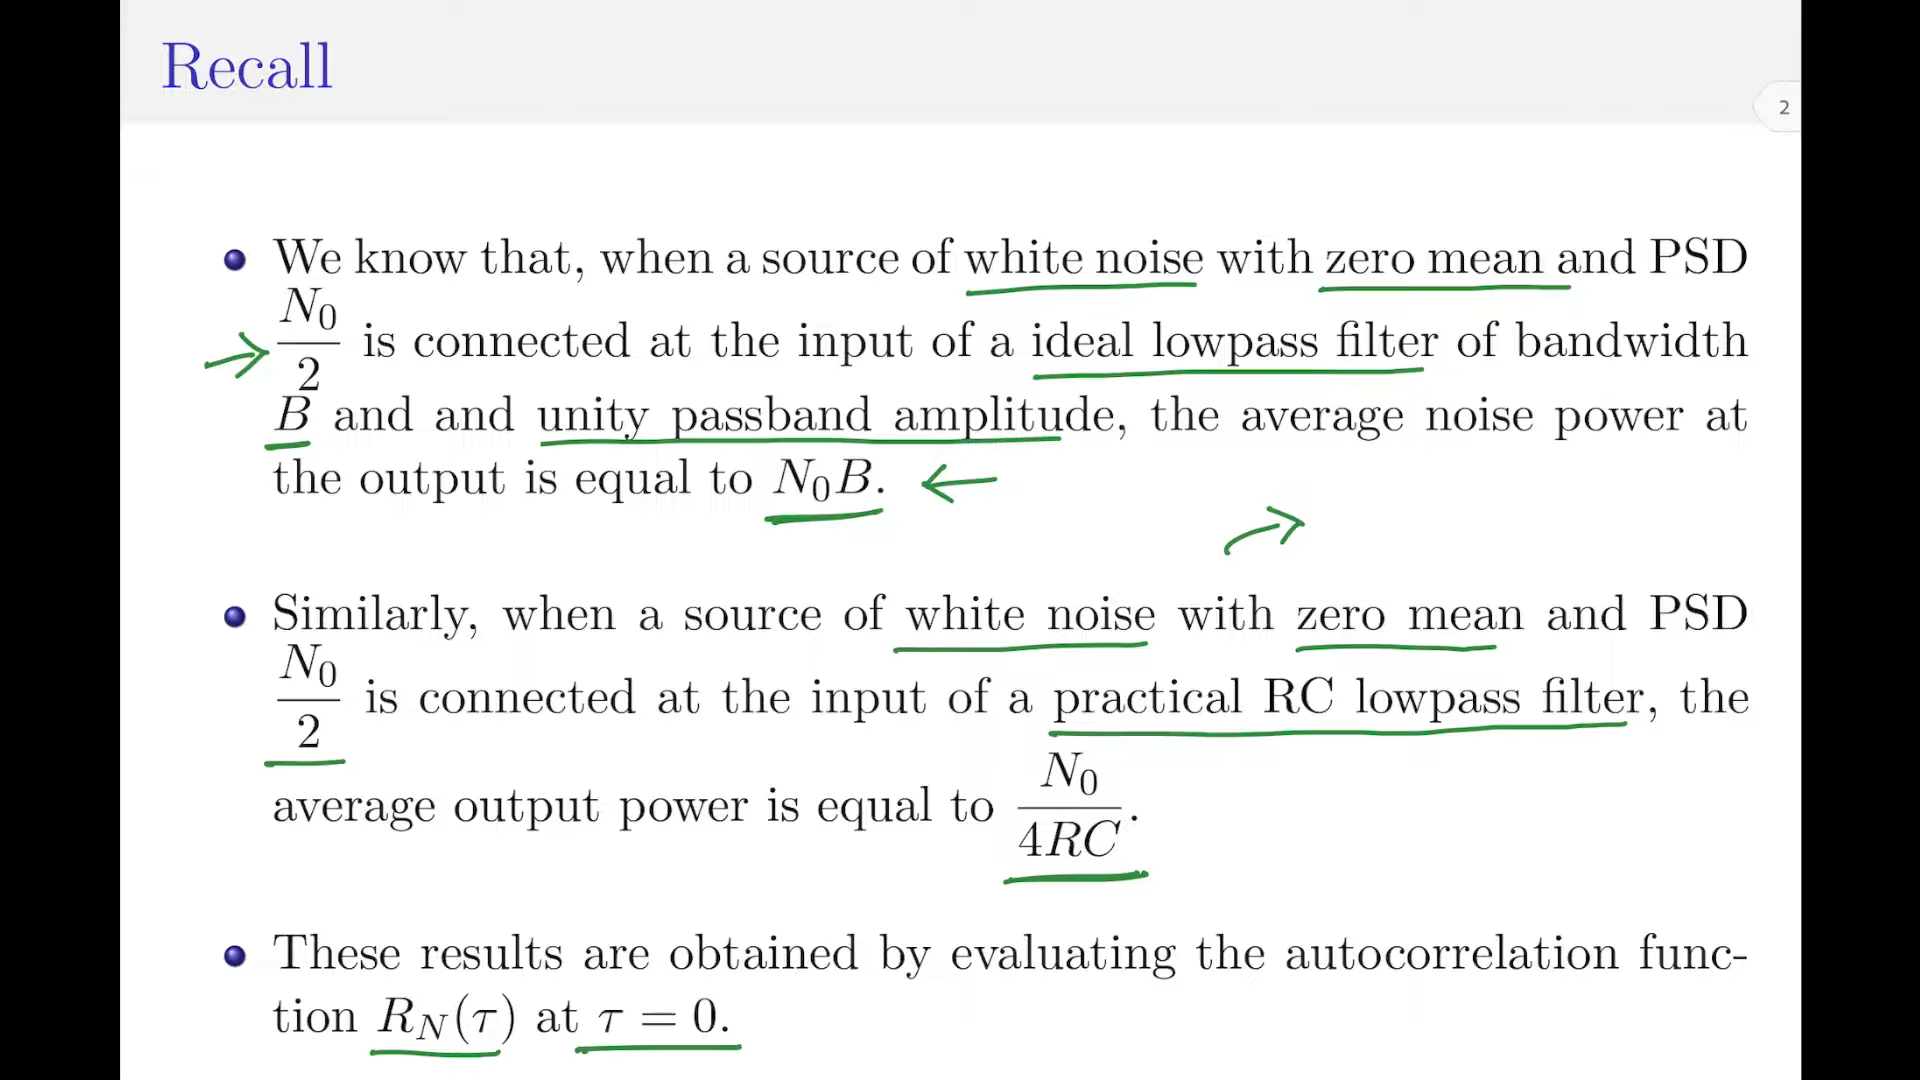 Recall
2
We know that, when a source of white noise with zero mean and PSD
N₀/2 is connected at the input of a ideal lowpass filter of bandwidth
B and and unity passband amplitude, the average noise power at
the output is equal to N₀B.
Similarly, when a source of white noise with zero mean and PSD
N₀/2 is connected at the input of a practical RC lowpass filter, the
average output power is equal to N₀/4RC.
These results are obtained by evaluating the autocorrelation func-
tion R_N(τ) at τ = 0.